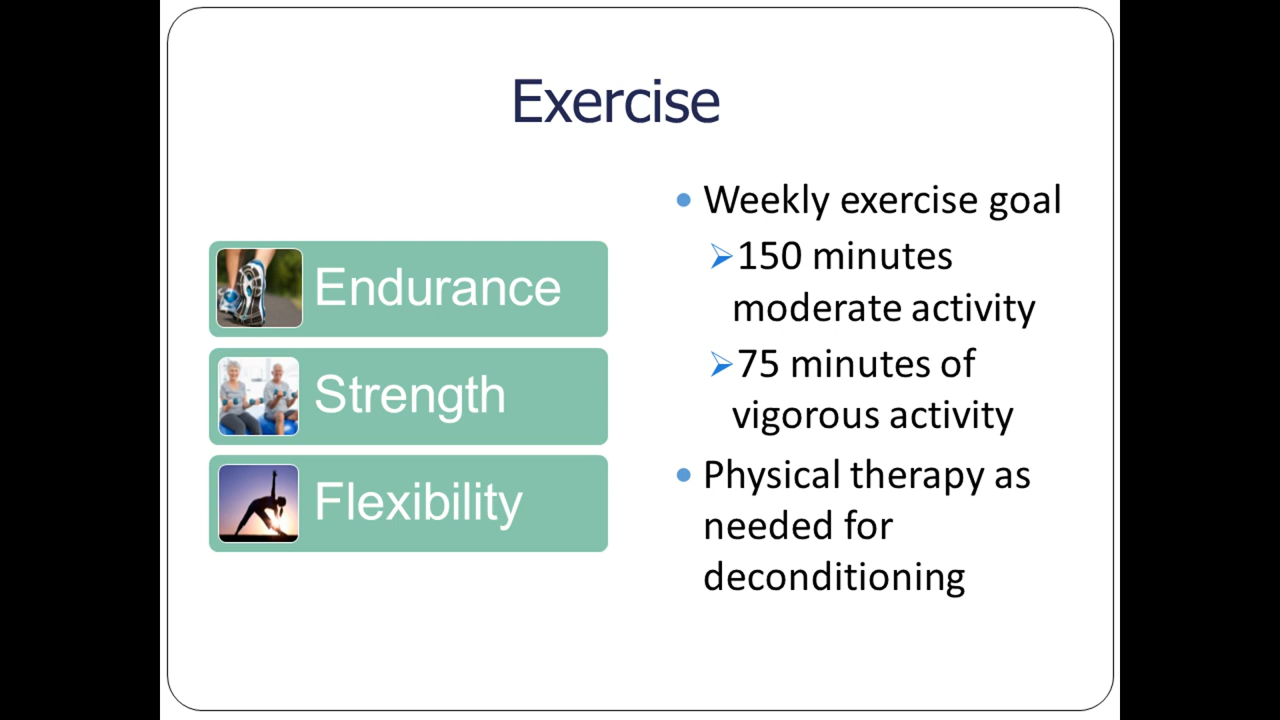 Exercise
Endurance
Strength
Flexibility
• Weekly exercise goal
➢150 minutes
moderate activity
➢75 minutes of
vigorous activity
• Physical therapy as
needed for
deconditioning